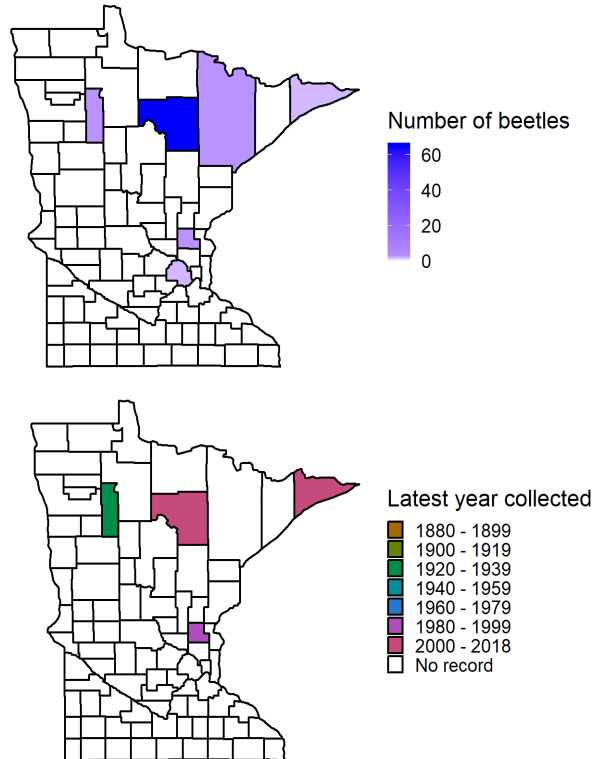 Number of beetles
60
40
20
0
Latest year collected
1880 - 1899
1900 - 1919
1920 - 1939
1940 - 1959
1960 - 1979
1980 - 1999
2000 - 2018
No record